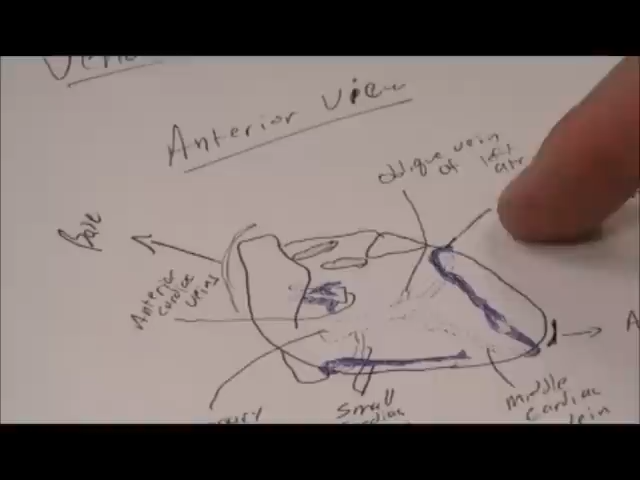 Anterior View
oblique vein
of left
atr
Base
Anterior
cardiac
veins
A
Small
Middle
cardiac